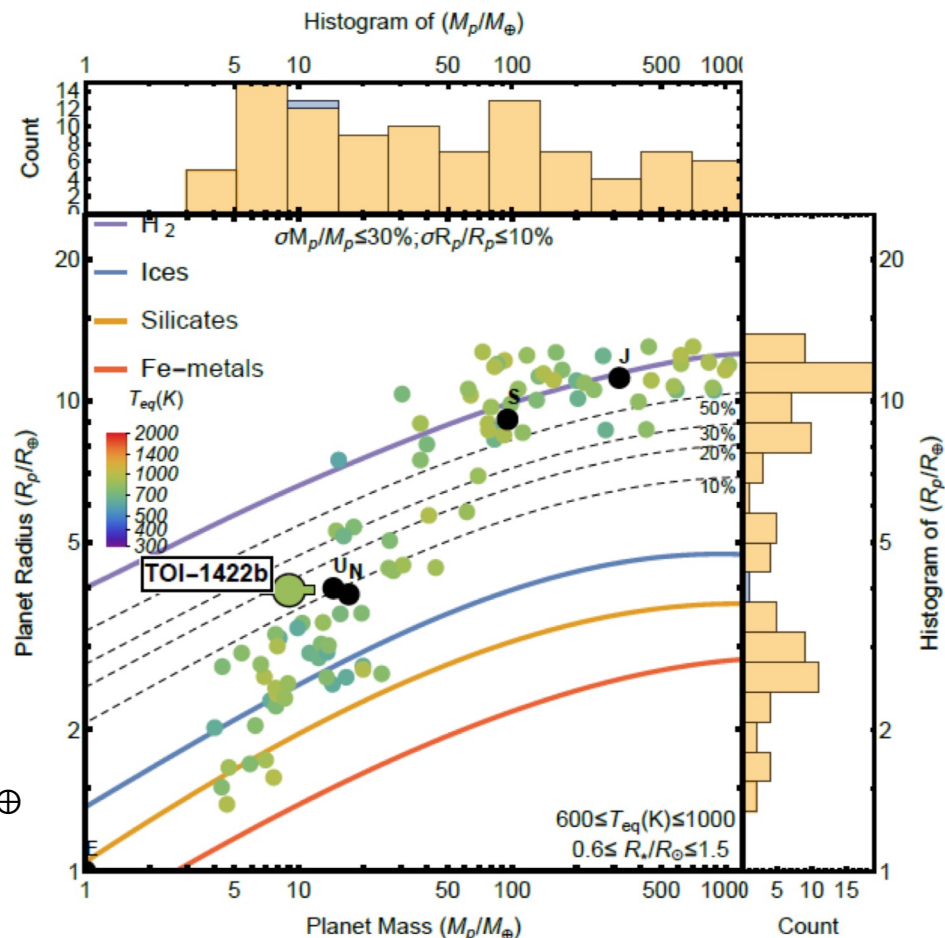 Histogram of (Mp/M⊕)
1 5 10 50 100 500 1000
14
12
10
8
6
4
2
0
Count
H2
Ices
Silicates
Fe-metals
σMp/Mp≤30%;σRp/Rp≤10%
Teq(K)
2000
1400
1000
700
500
400
300
TOI-1422b
U N
S
J
E
50%
30%
20%
10%
600≤Teq(K)≤1000
0.6≤ R*/R⊙≤1.5
20
10
5
2
1
Planet Radius (Rp/R⊕)
1 5 10 50 100 500 1000
Planet Mass (Mp/M⊕)
20
10
5
2
1
Histogram of (Rp/R⊕)
5 10 15
Count
⊕